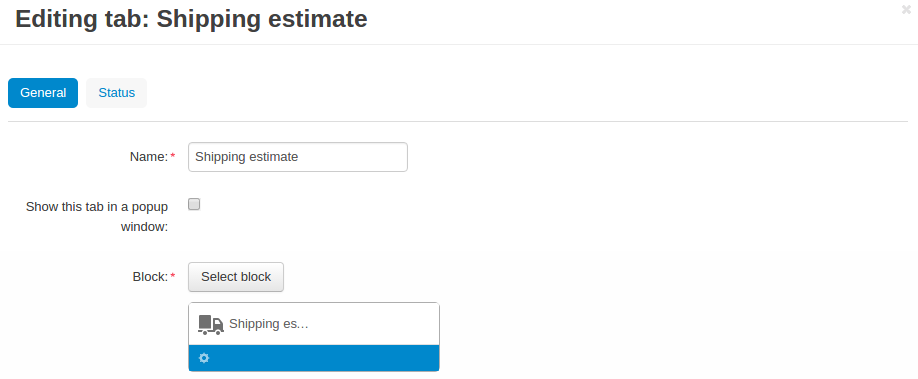 Editing tab: Shipping estimate
General Status
Name:* Shipping estimate
Show this tab in a popup
window:
Block:* Select block
Shipping es...